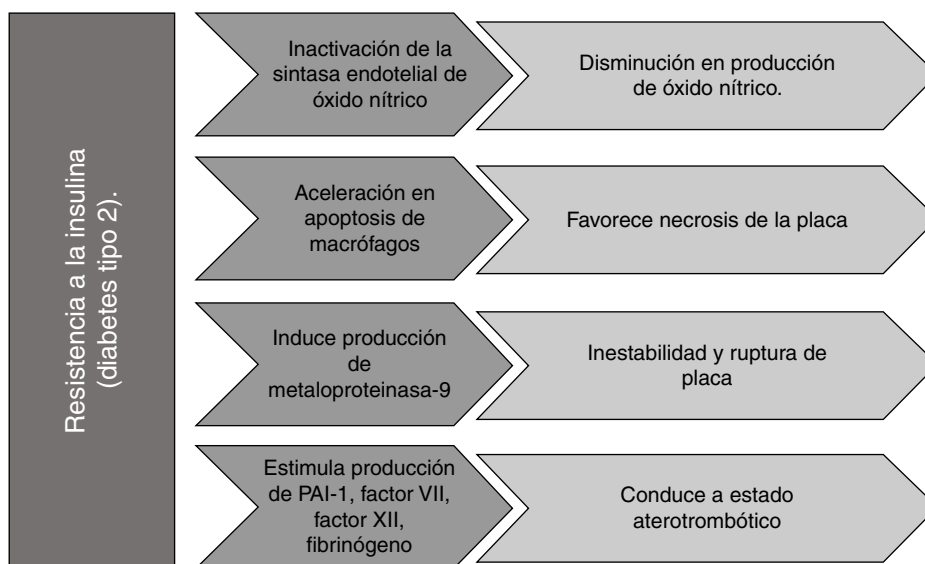 Resistencia a la insulina
(diabetes tipo 2).
Inactivación de la
sintasa endotelial de
óxido nítrico
Disminución en producción
de óxido nítrico.
Aceleración en
apoptosis de
macrófagos
Favorece necrosis de la placa
Induce producción
de
metaloproteinasa-9
Inestabilidad y ruptura de
placa
Estimula producción
de PAI-1, factor VII,
factor XII,
fibrinógeno
Conduce a estado
aterotrombótico